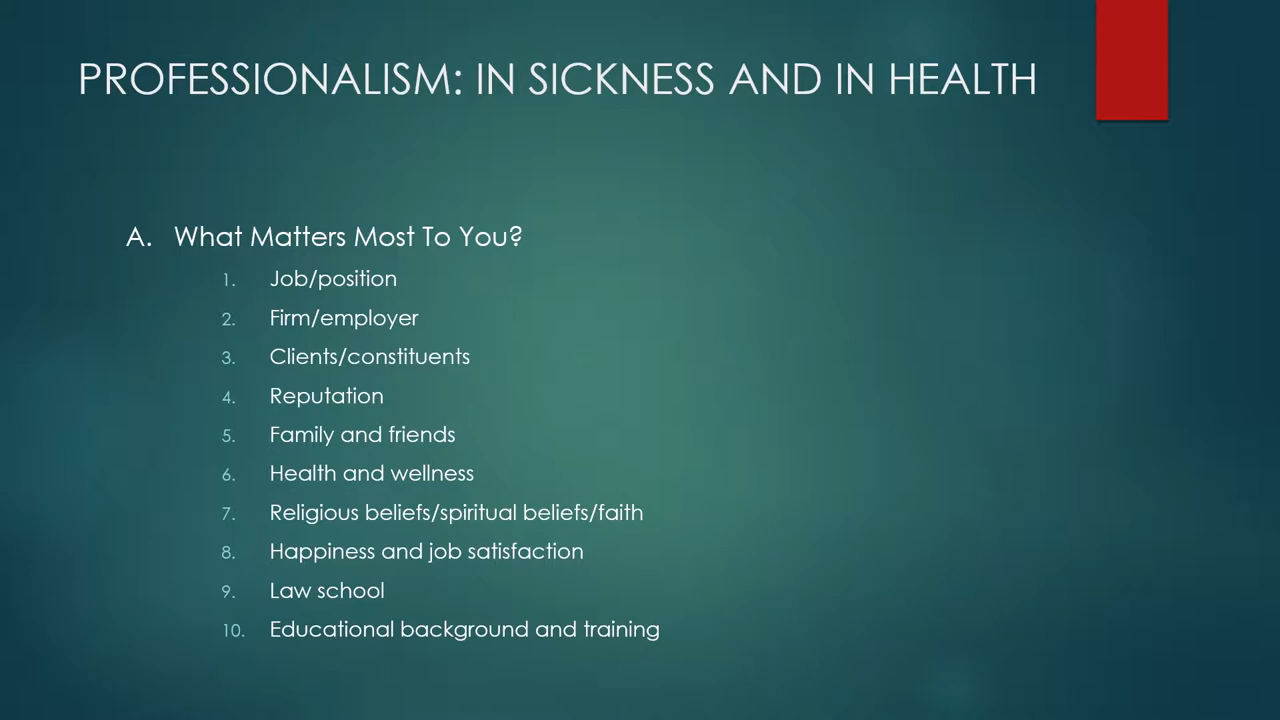 PROFESSIONALISM: IN SICKNESS AND IN HEALTH
A. What Matters Most To You?
1. Job/position
2. Firm/employer
3. Clients/constituents
4. Reputation
5. Family and friends
6. Health and wellness
7. Religious beliefs/spiritual beliefs/faith
8. Happiness and job satisfaction
9. Law school
10. Educational background and training